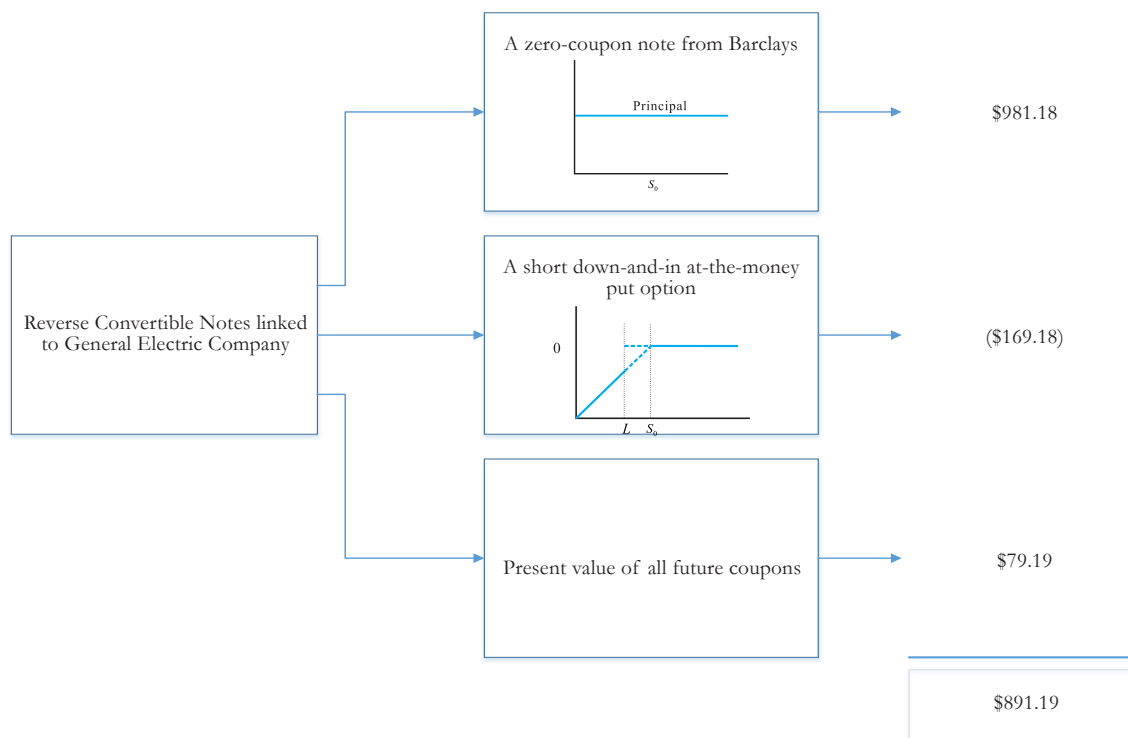 A zero-coupon note from Barclays
Principal
S₀
$981.18
Reverse Convertible Notes linked
to General Electric Company
A short down-and-in at-the-money
put option
0
L S₀
($169.18)
Present value of all future coupons
$79.19
$891.19